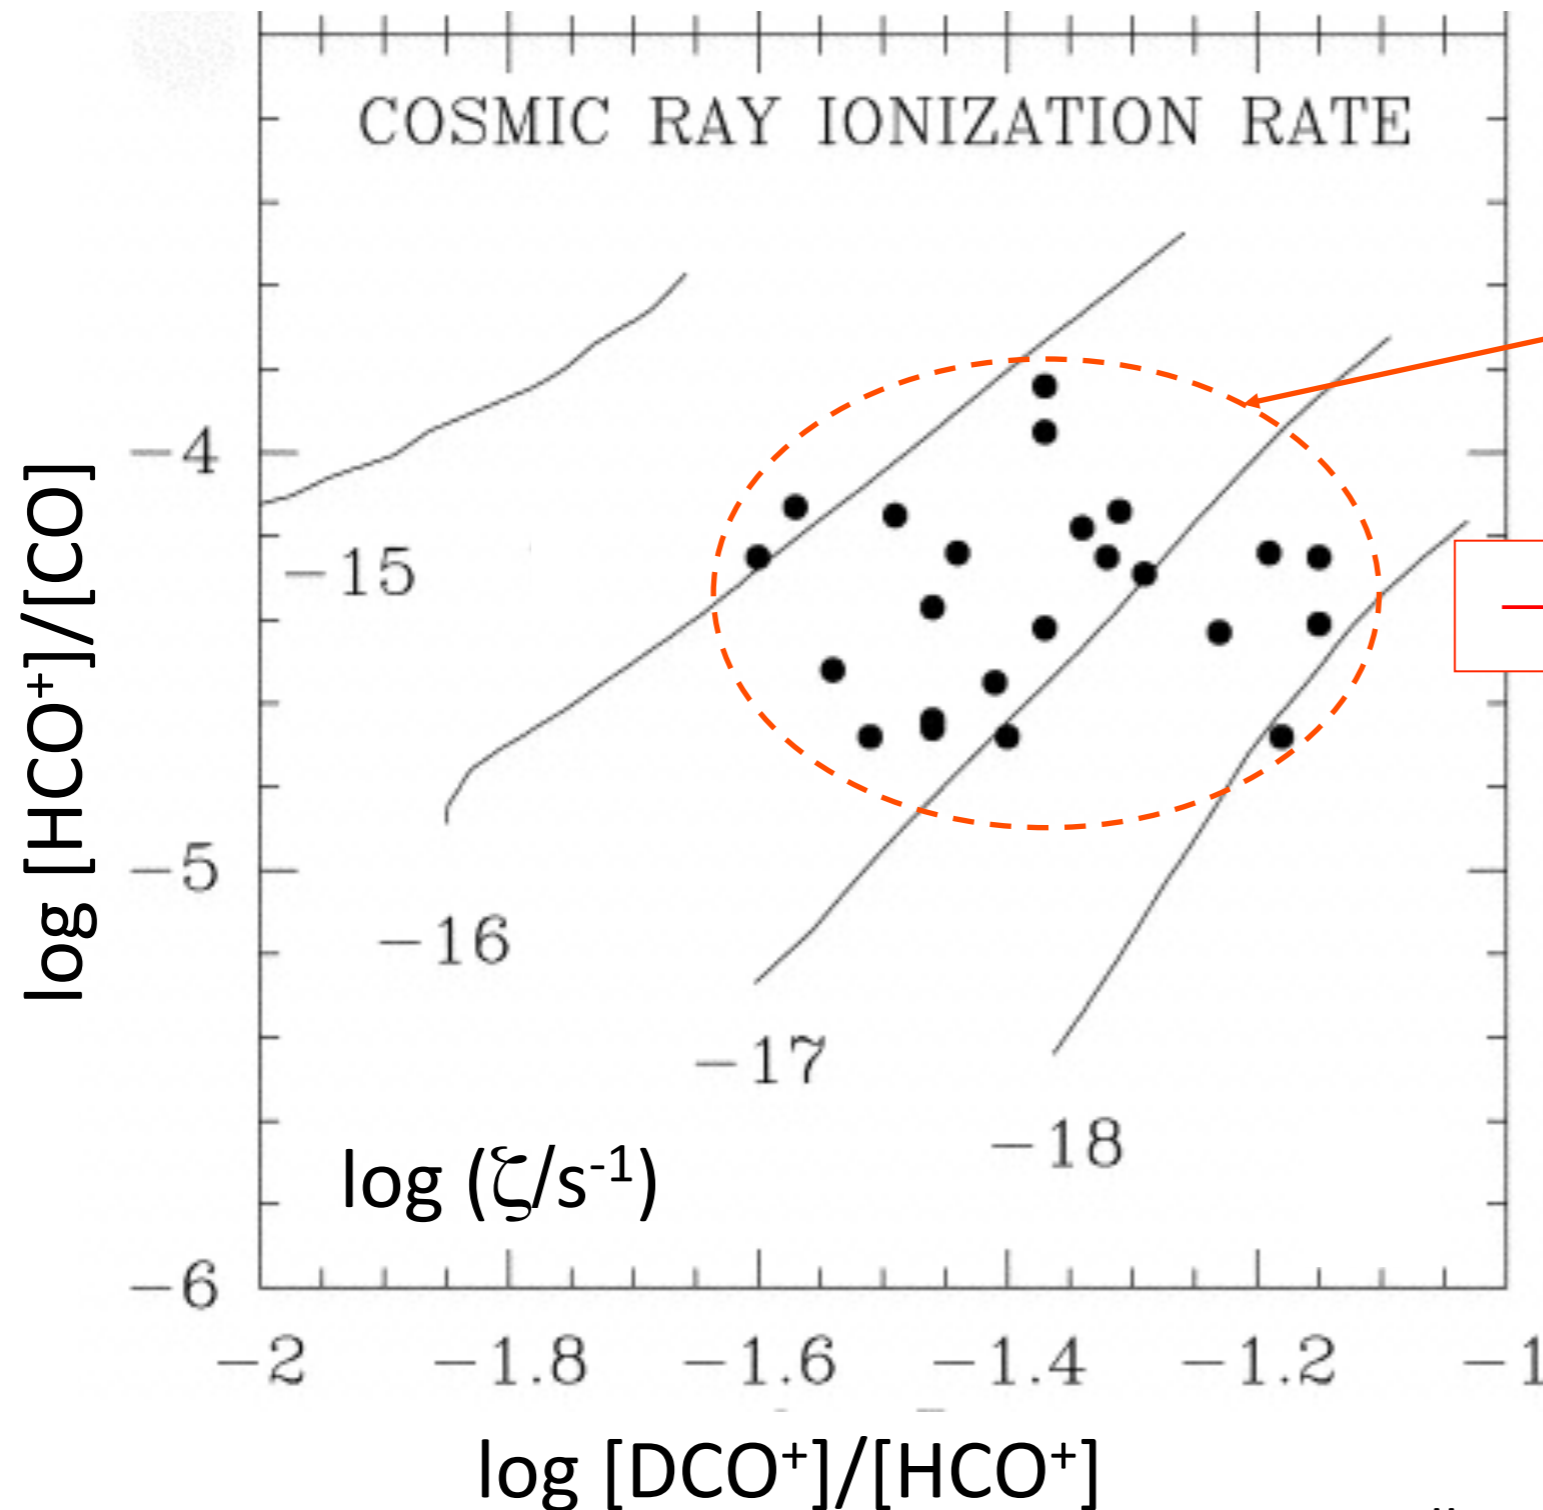 COSMIC RAY IONIZATION RATE
−4
−5
−6
log [HCO⁺]/[CO]
−15
−16
−17
−18
log (ζ/s⁻¹)
−2 −1.8 −1.6 −1.4 −1.2 −1
log [DCO⁺]/[HCO⁺]